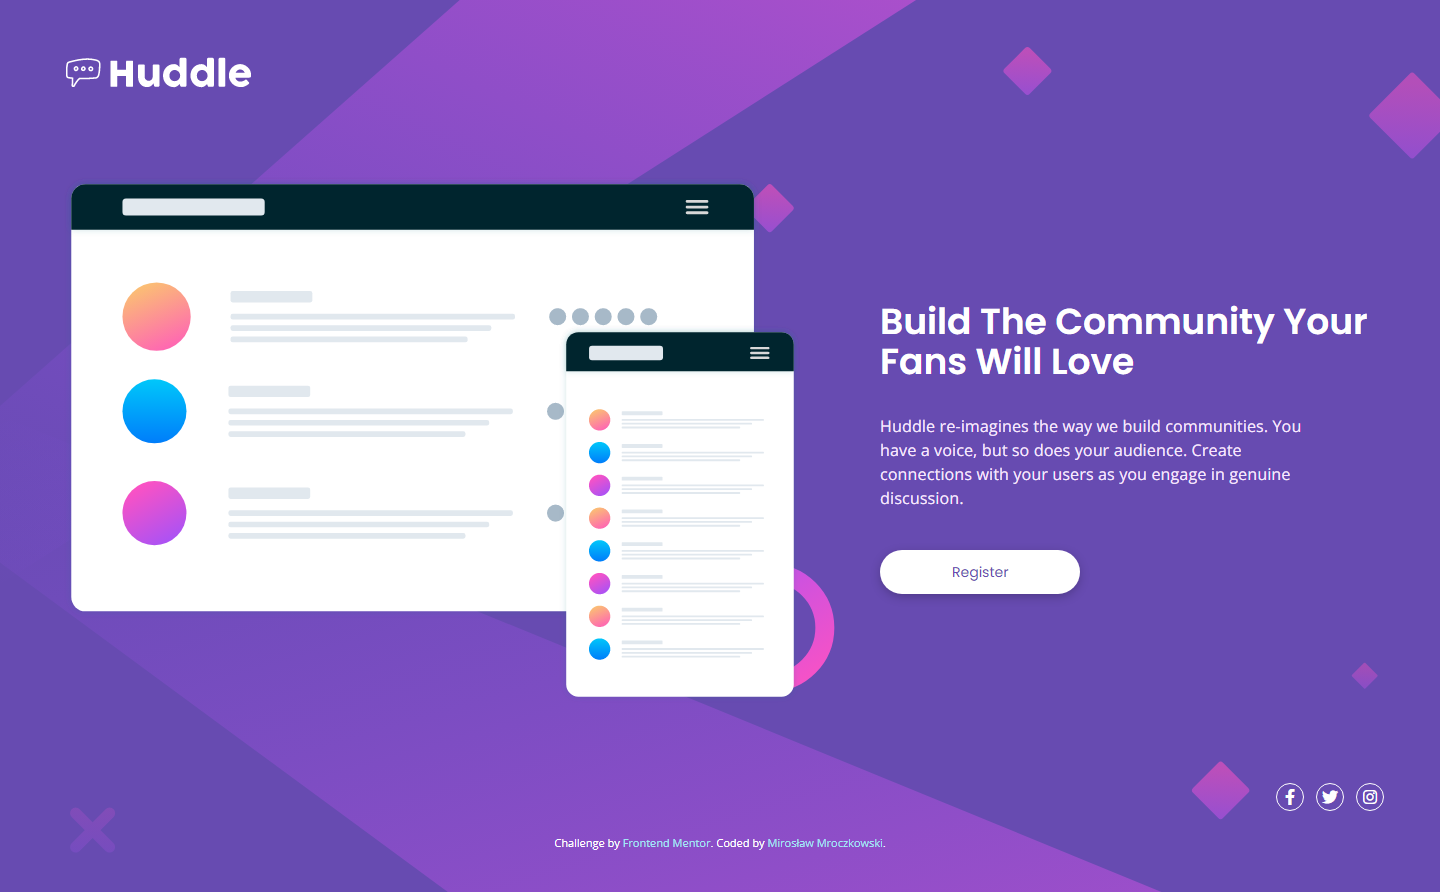 Huddle
Build The Community Your
Fans Will Love
Huddle re-imagines the way we build communities. You
have a voice, but so does your audience. Create
connections with your users as you engage in genuine
discussion.
Register
Challenge by Frontend Mentor. Coded by Mirosław Mroczkowski.